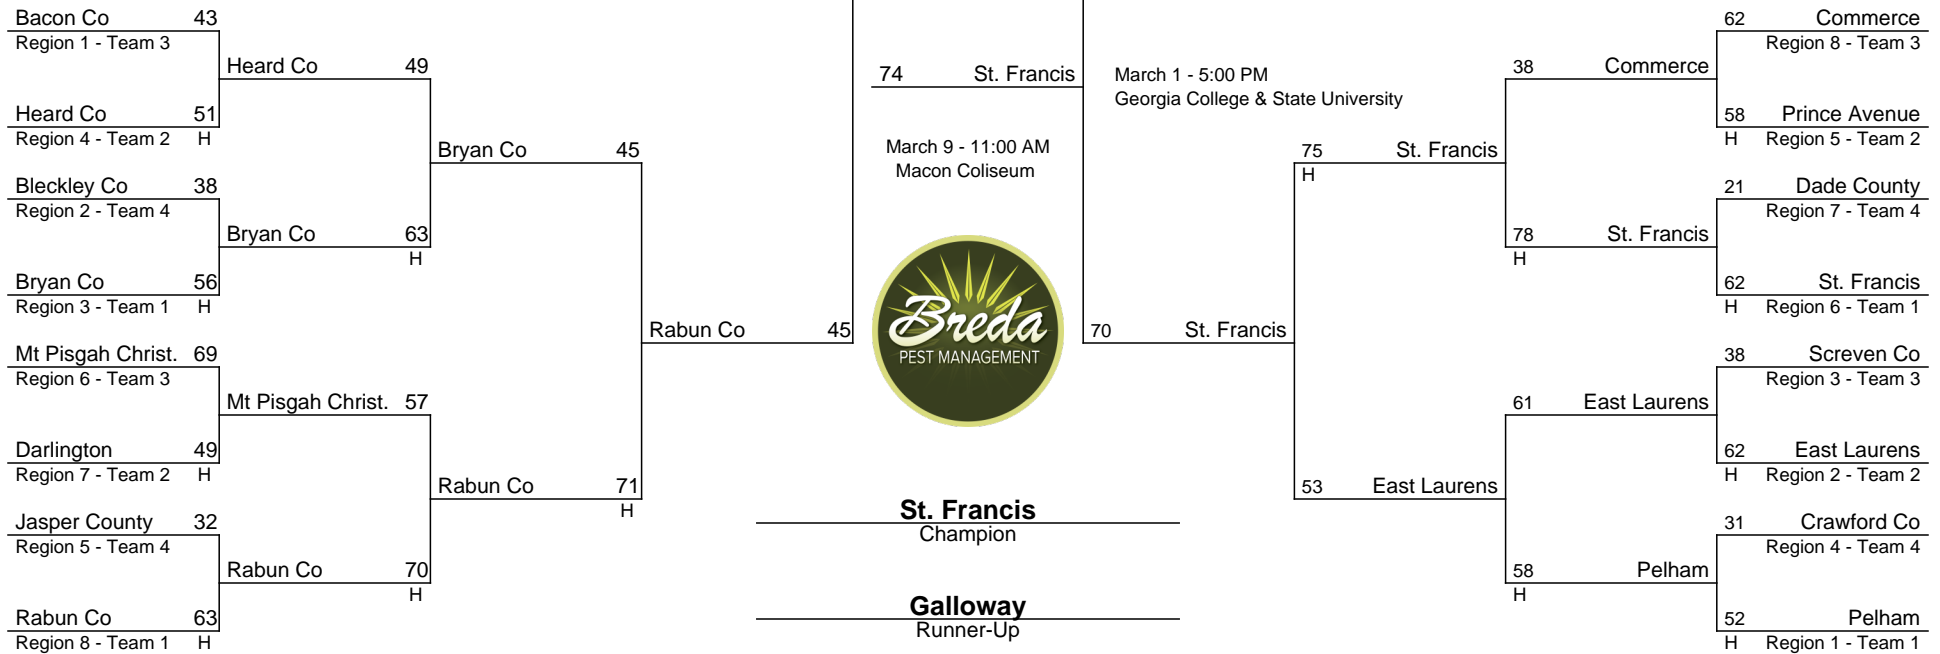 Bacon Co 43
Region 1 - Team 3
Heard Co 49
Heard Co 51
Region 4 - Team 2 H
Bryan Co 45
Bleckley Co 38
Region 2 - Team 4
Bryan Co 63
H
Bryan Co 56
Region 3 - Team 1 H
Rabun Co 45
Mt Pisgah Christ. 69
Region 6 - Team 3
Mt Pisgah Christ. 57
Darlington 49
Region 7 - Team 2 H
Rabun Co 71
H
Jasper County 32
Region 5 - Team 4
Rabun Co 70
H
Rabun Co 63
Region 8 - Team 1 H
74 St. Francis
March 9 - 11:00 AM
Macon Coliseum
Breda
PEST MANAGEMENT
St. Francis
Champion
Galloway
Runner-Up
March 1 - 5:00 PM
Georgia College & State University
70 St. Francis
75 St. Francis
H
53 East Laurens
38 Commerce
78 St. Francis
H
61 East Laurens
58 Pelham
H
62 Commerce
Region 8 - Team 3
58 Prince Avenue
H Region 5 - Team 2
21 Dade County
Region 7 - Team 4
62 St. Francis
H Region 6 - Team 1
38 Screven Co
Region 3 - Team 3
62 East Laurens
H Region 2 - Team 2
31 Crawford Co
Region 4 - Team 4
52 Pelham
H Region 1 - Team 1